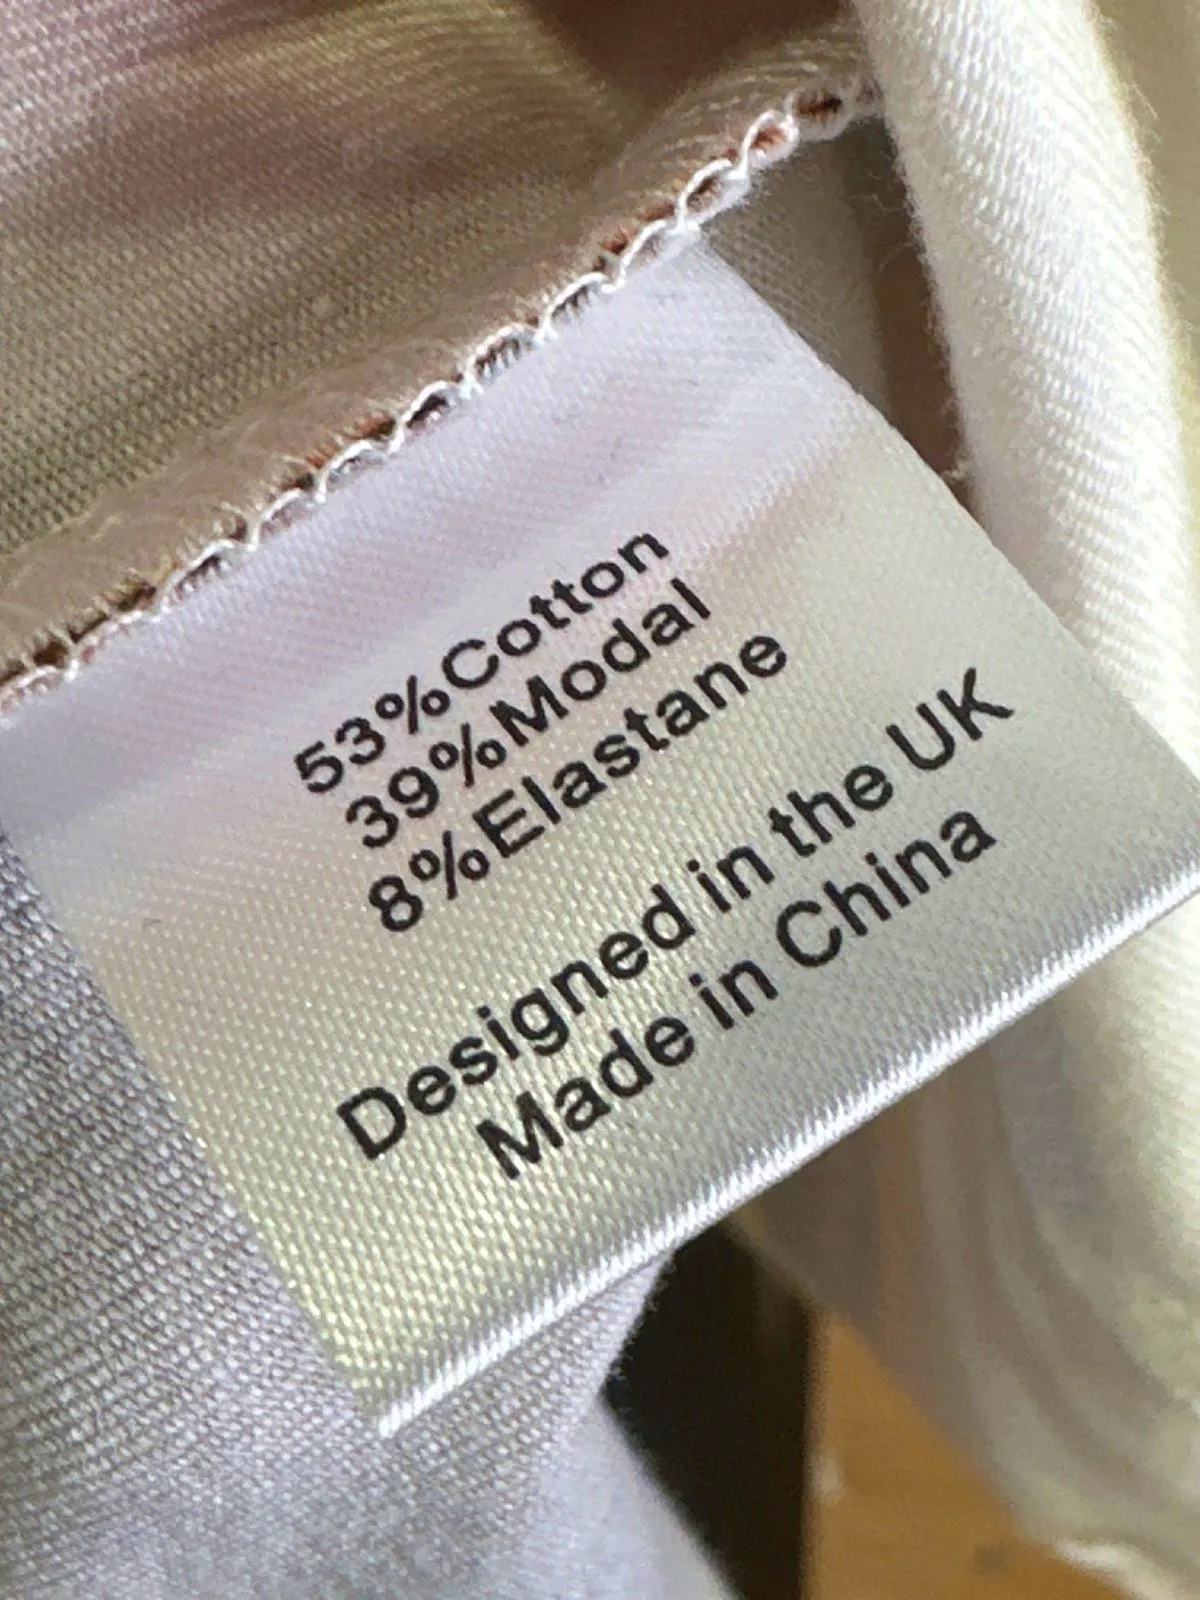 53%Cotton
39%Modal
8%Elastane
Designed in the UK
Made in China